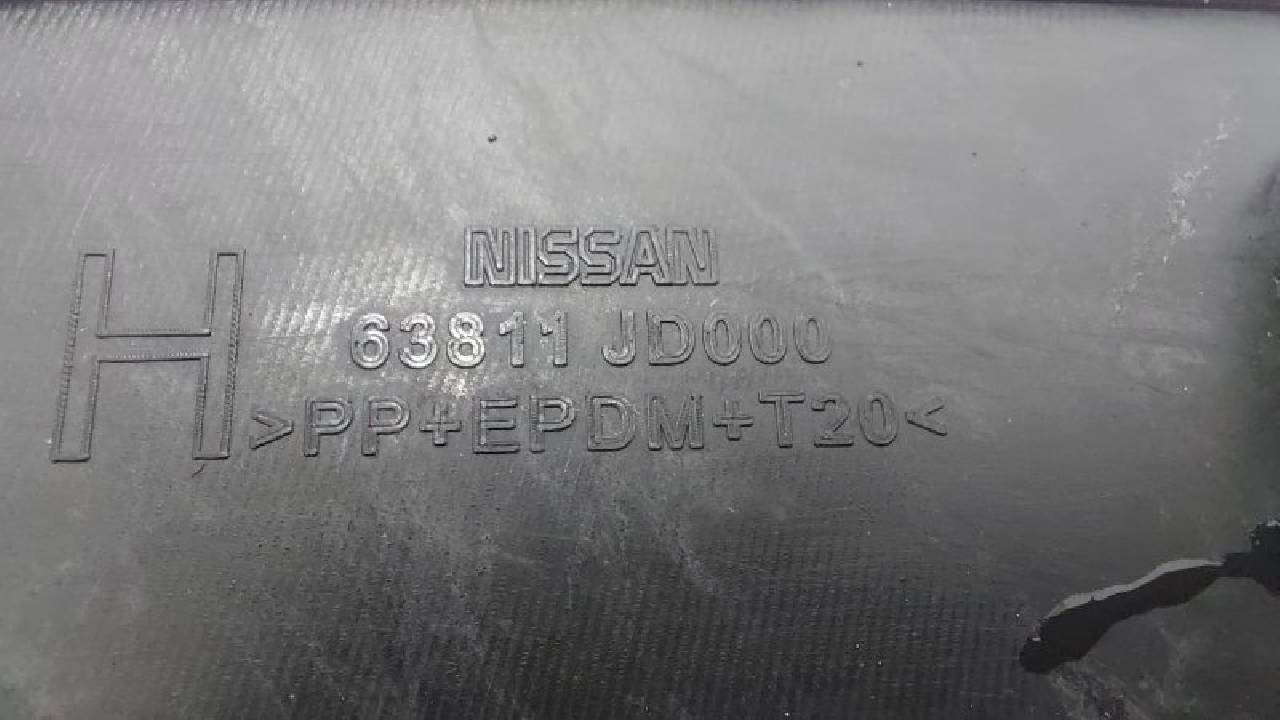 NISSAN
H
63811 JD000
>PP+EPDM+T20<